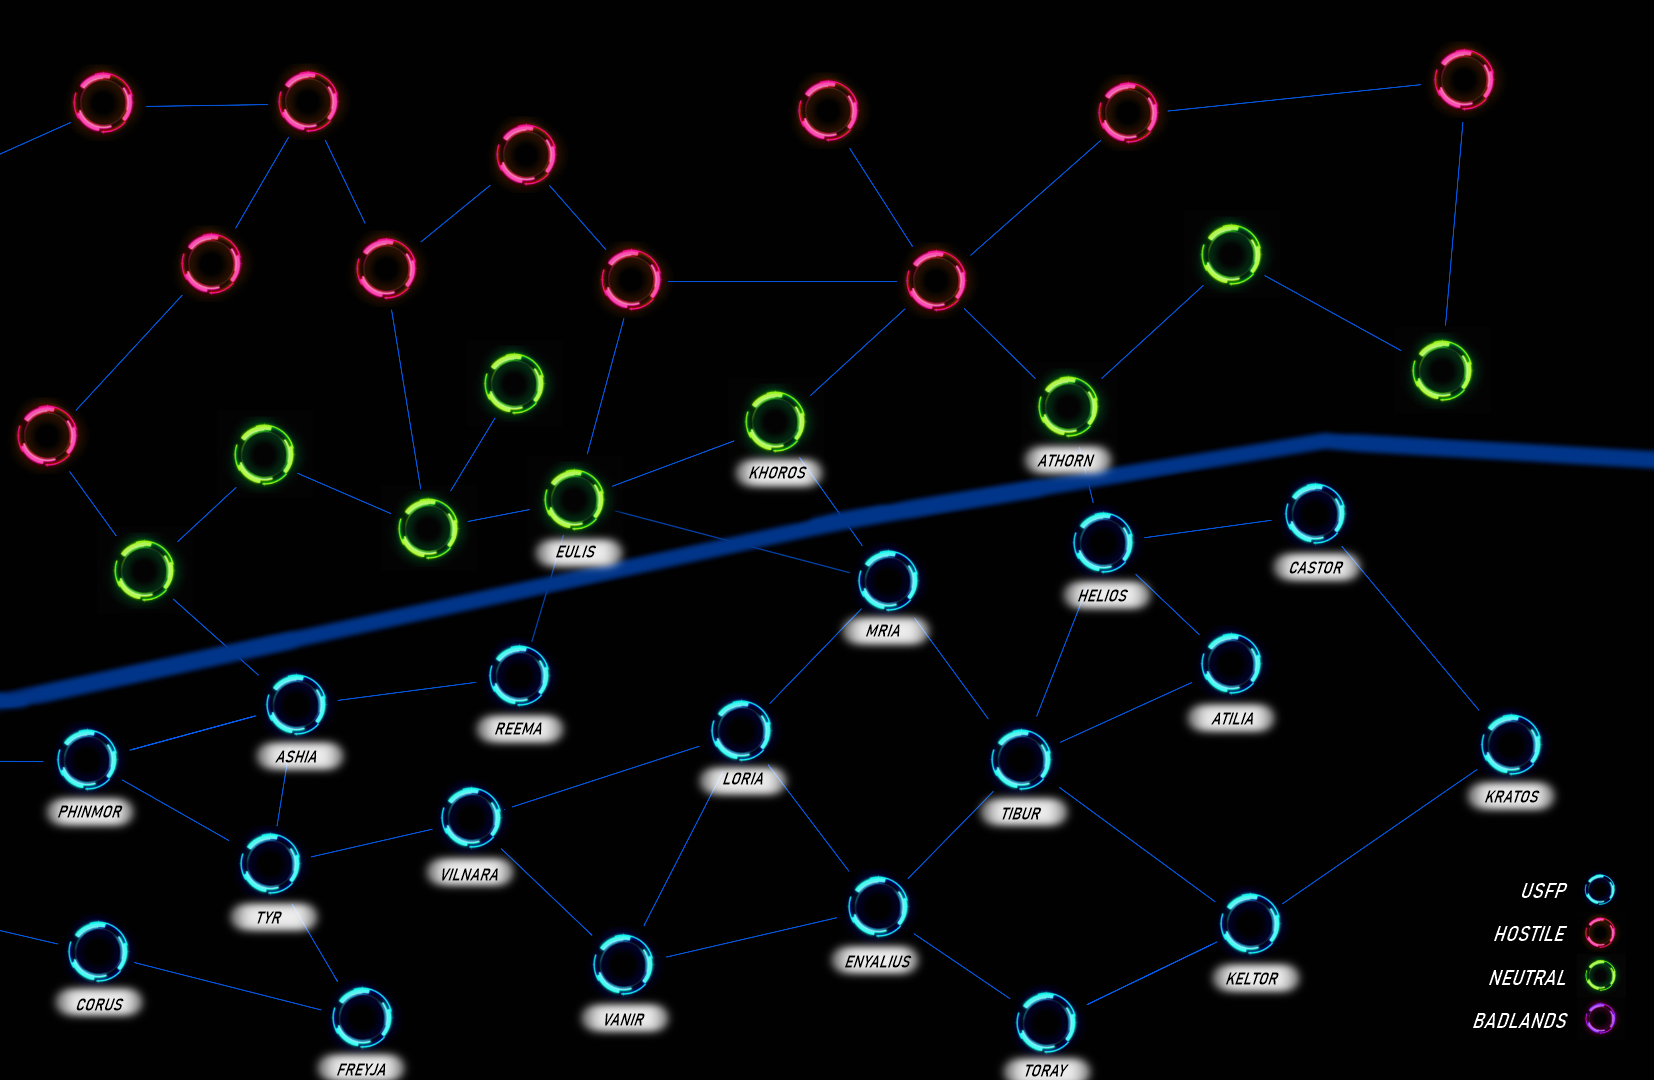 KHOROS
ATHORN
EULIS
CASTOR
HELIOS
MRIA
REEMA
ATILIA
ASHIA
LORIA
KRATOS
PHINMOR
TIBUR
VILNARA
USFP
TYR
HOSTILE
ENYALIUS
NEUTRAL
KELTOR
CORUS
VANIR
BADLANDS
FREYJA
TORAY